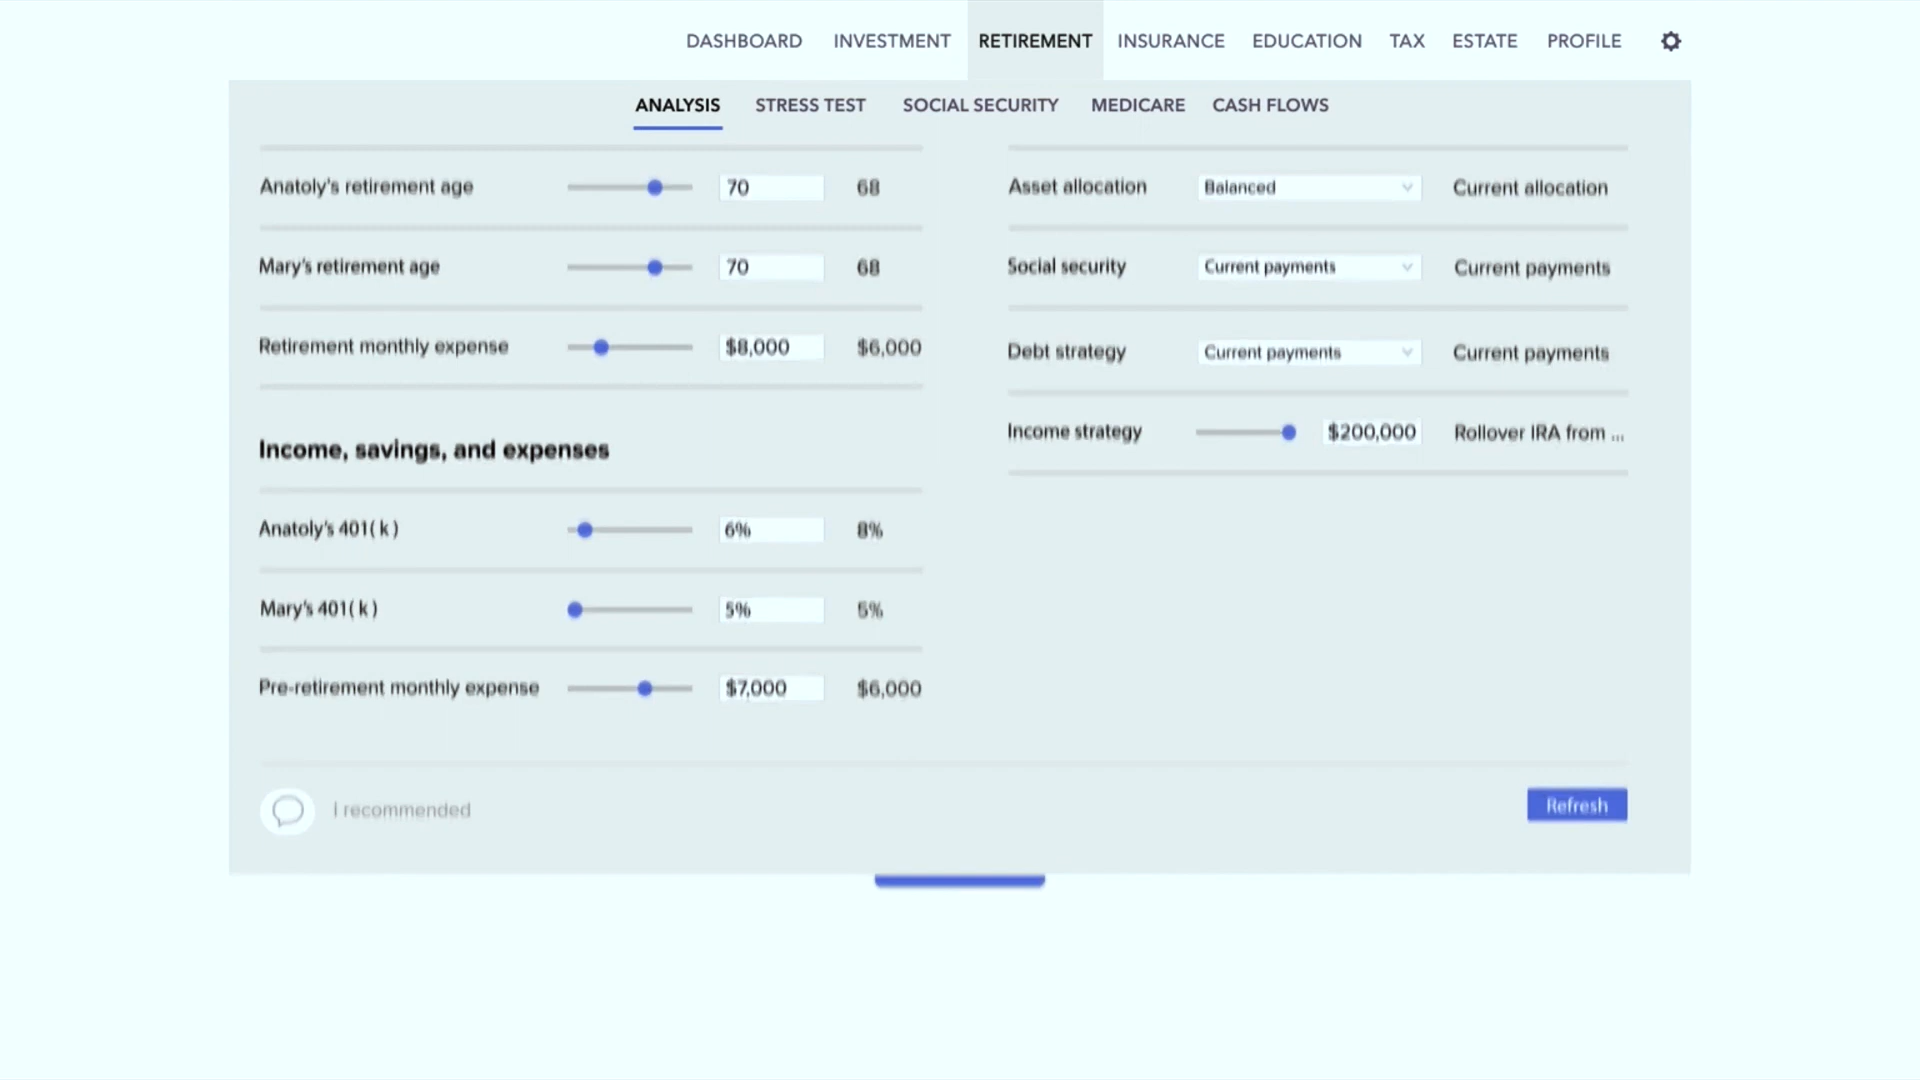 DASHBOARD INVESTMENT RETIREMENT INSURANCE EDUCATION TAX ESTATE PROFILE
ANALYSIS STRESS TEST SOCIAL SECURITY MEDICARE CASH FLOWS
Anatoly's retirement age 70 68
Mary's retirement age 70 68
Retirement monthly expense $8,000 $6,000
Income, savings, and expenses
Anatoly's 401(k) 6% 8%
Mary's 401(k) 5% 5%
Pre-retirement monthly expense $7,000 $6,000
Asset allocation Balanced Current allocation
Social security Current payments Current payments
Debt strategy Current payments Current payments
Income strategy $200,000 Rollover IRA from ...
I recommended
Refresh